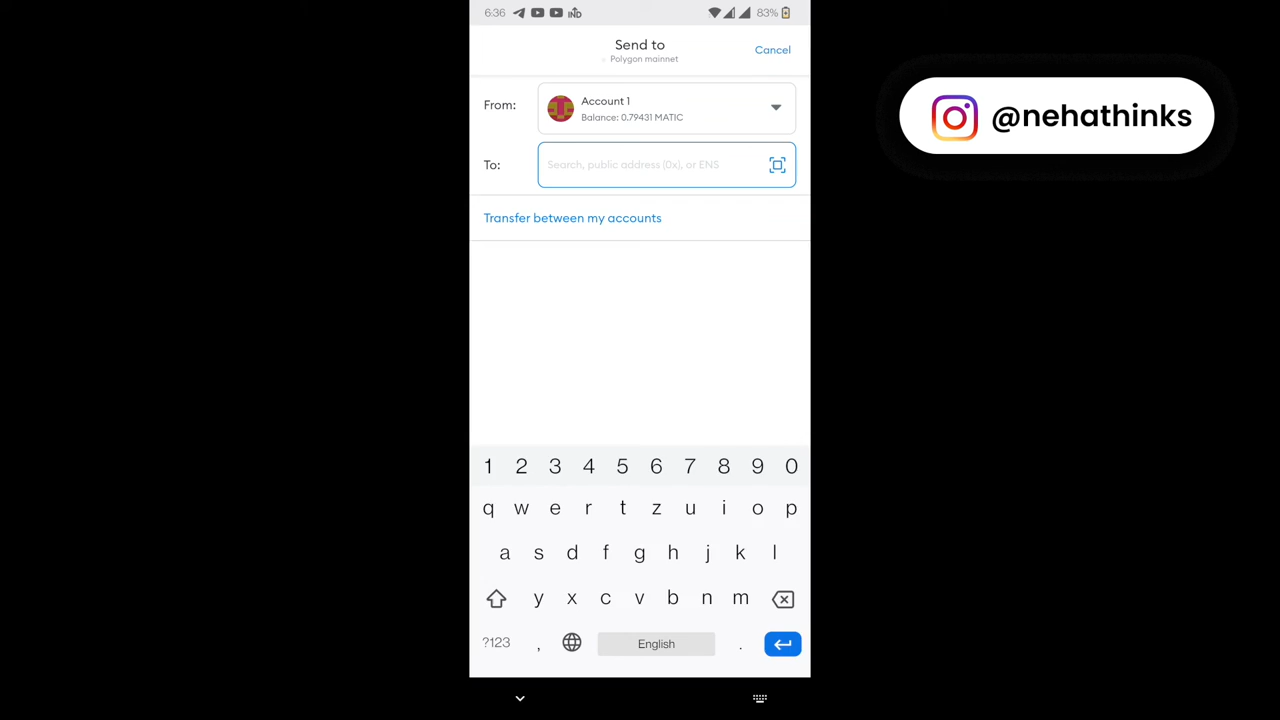 6:36
83%
Send to
Polygon mainnet
Cancel
From:
Account 1
Balance: 0.79431 MATIC
To:
Search, public address (0x), or ENS
Transfer between my accounts
@nehathinks
1 2 3 4 5 6 7 8 9 0
q w e r t z u i o p
a s d f g h j k l
y x c v b n m
?123 , English .